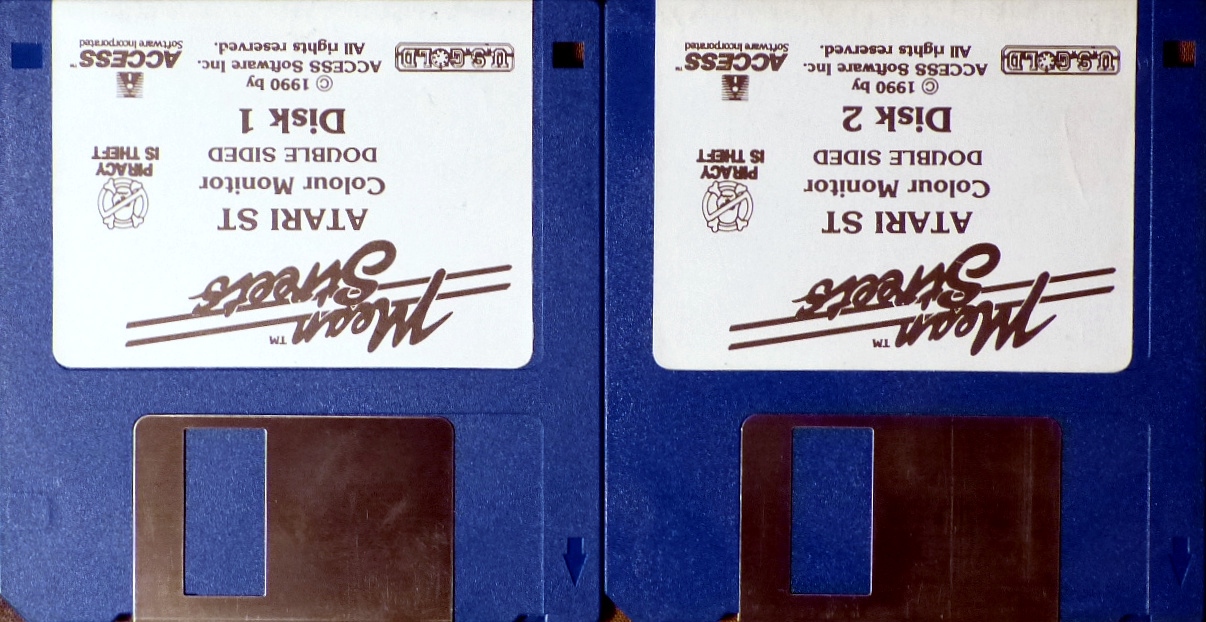 Mean
Streets
™
ATARI ST
Colour Monitor
DOUBLE SIDED
Disk 1
PIRACY
IS THEFT
© 1990 by
ACCESS Software Inc.
All rights reserved.
U.S. GOLD
ACCESS™
Software Incorporated
Mean
Streets
™
ATARI ST
Colour Monitor
DOUBLE SIDED
Disk 2
PIRACY
IS THEFT
© 1990 by
ACCESS Software Inc.
All rights reserved.
U.S. GOLD
ACCESS™
Software Incorporated